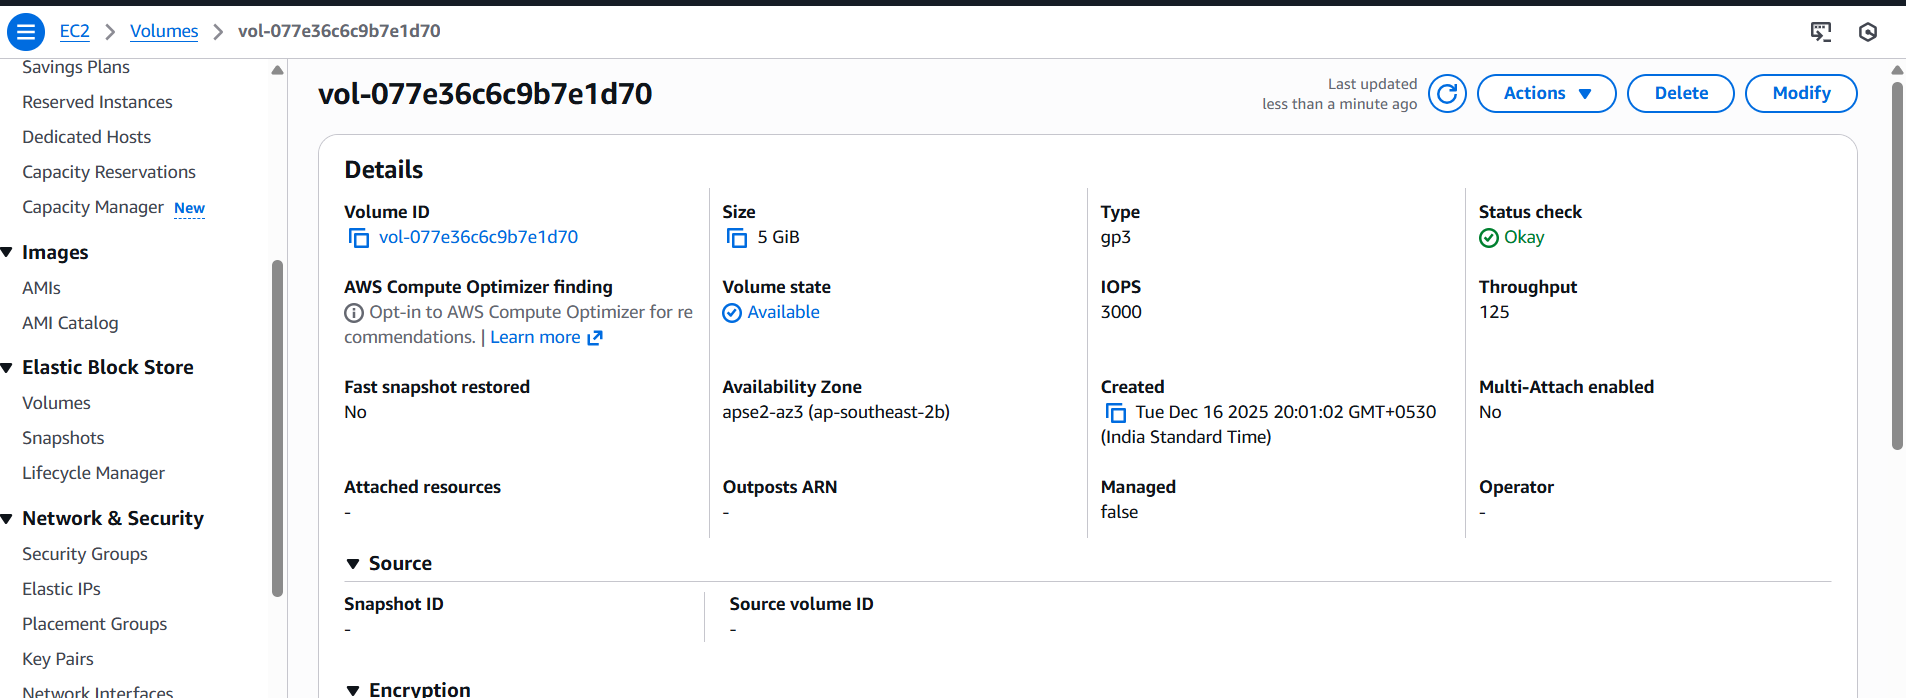 EC2 > Volumes > vol-077e36c6c9b7e1d70
Savings Plans
Reserved Instances
Dedicated Hosts
Capacity Reservations
Capacity Manager New
Images
AMIs
AMI Catalog
Elastic Block Store
Volumes
Snapshots
Lifecycle Manager
Network & Security
Security Groups
Elastic IPs
Placement Groups
Key Pairs
Network Interfaces
vol-077e36c6c9b7e1d70
Last updated
less than a minute ago
Actions
Delete
Modify
Details
Volume ID
vol-077e36c6c9b7e1d70
Size
5 GiB
Type
gp3
Status check
Okay
AWS Compute Optimizer finding
Opt-in to AWS Compute Optimizer for re
commendations. | Learn more
Volume state
Available
IOPS
3000
Throughput
125
Fast snapshot restored
No
Availability Zone
apse2-az3 (ap-southeast-2b)
Created
Tue Dec 16 2025 20:01:02 GMT+0530
(India Standard Time)
Multi-Attach enabled
No
Attached resources
-
Outposts ARN
-
Managed
false
Operator
-
Source
Snapshot ID
-
Source volume ID
-
Encryption